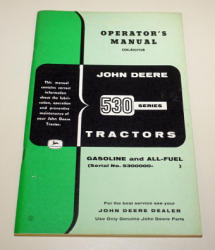 OPERATOR'S
MANUAL
JOHN DEERE
This manual
contains correct
information
about the lubri-
cation, operation
and preventive
maintenance of
your John Deere
Tractor.
530 SERIES
TRACTORS
GASOLINE and ALL-FUEL
(Serial No. 5300000- )
For the best service see your
JOHN DEERE DEALER
Use Only Genuine John Deere Parts